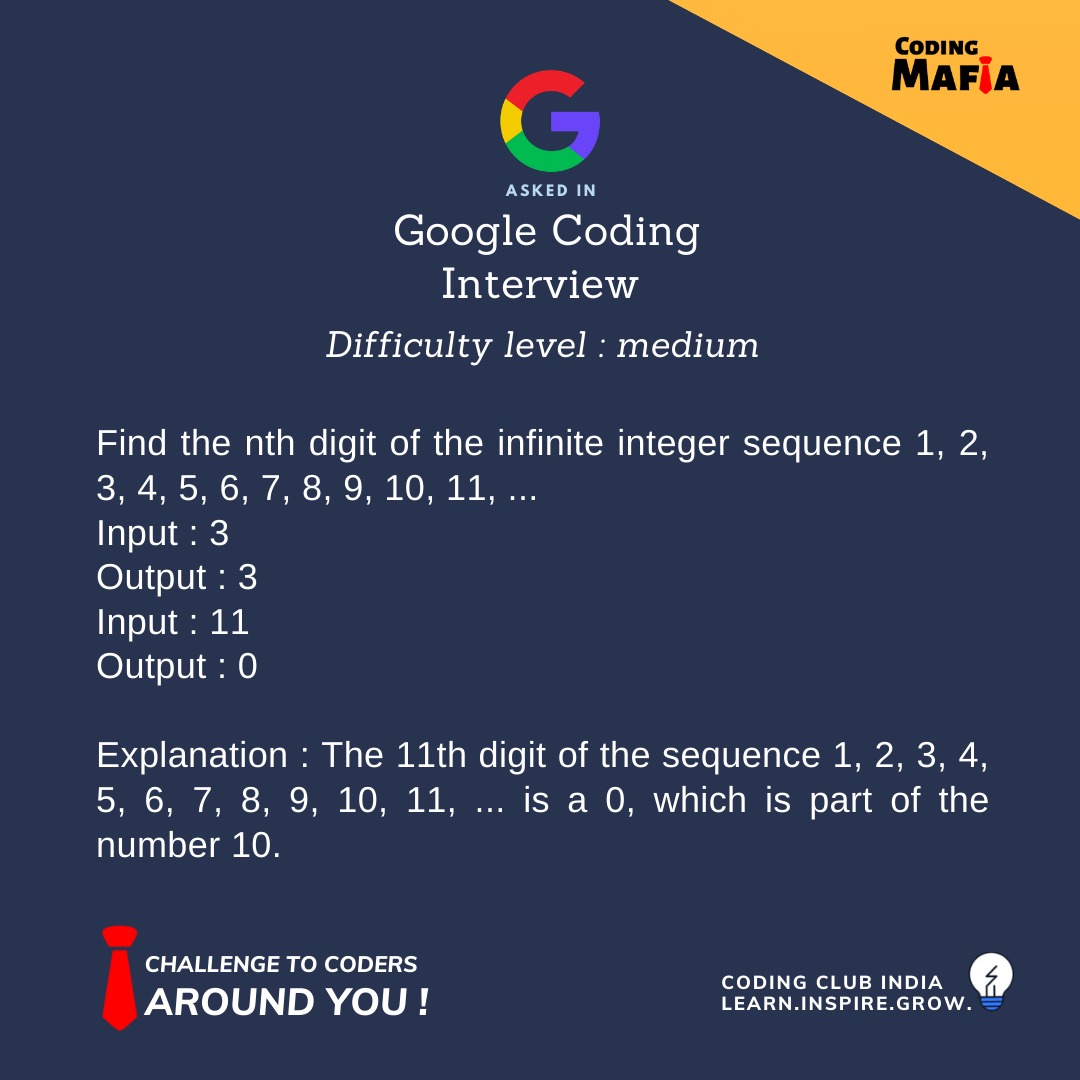 CODING
MAFIA
ASKED IN
Google Coding
Interview
Difficulty level : medium
Find the nth digit of the infinite integer sequence 1, 2,
3, 4, 5, 6, 7, 8, 9, 10, 11, ...
Input : 3
Output : 3
Input : 11
Output : 0
Explanation : The 11th digit of the sequence 1, 2, 3, 4,
5, 6, 7, 8, 9, 10, 11, ... is a 0, which is part of the
number 10.
CHALLENGE TO CODERS
AROUND YOU !
CODING CLUB INDIA
LEARN.INSPIRE.GROW.